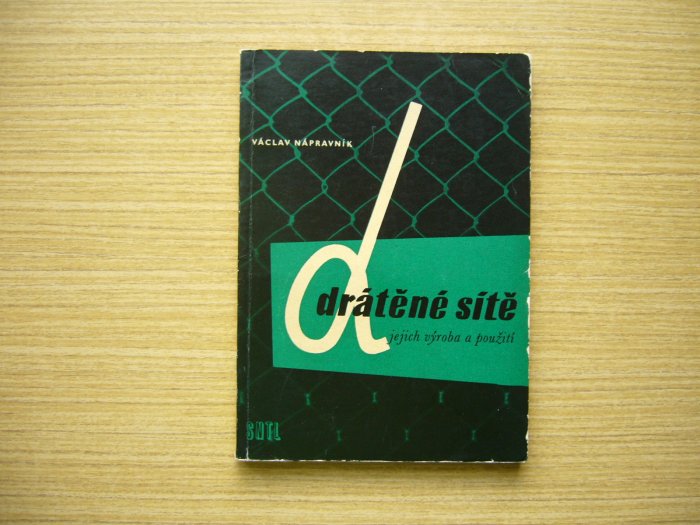 VÁCLAV NÁPRAVNÍK
d
drátěné sítě
jejich výroba a použití
SNTL